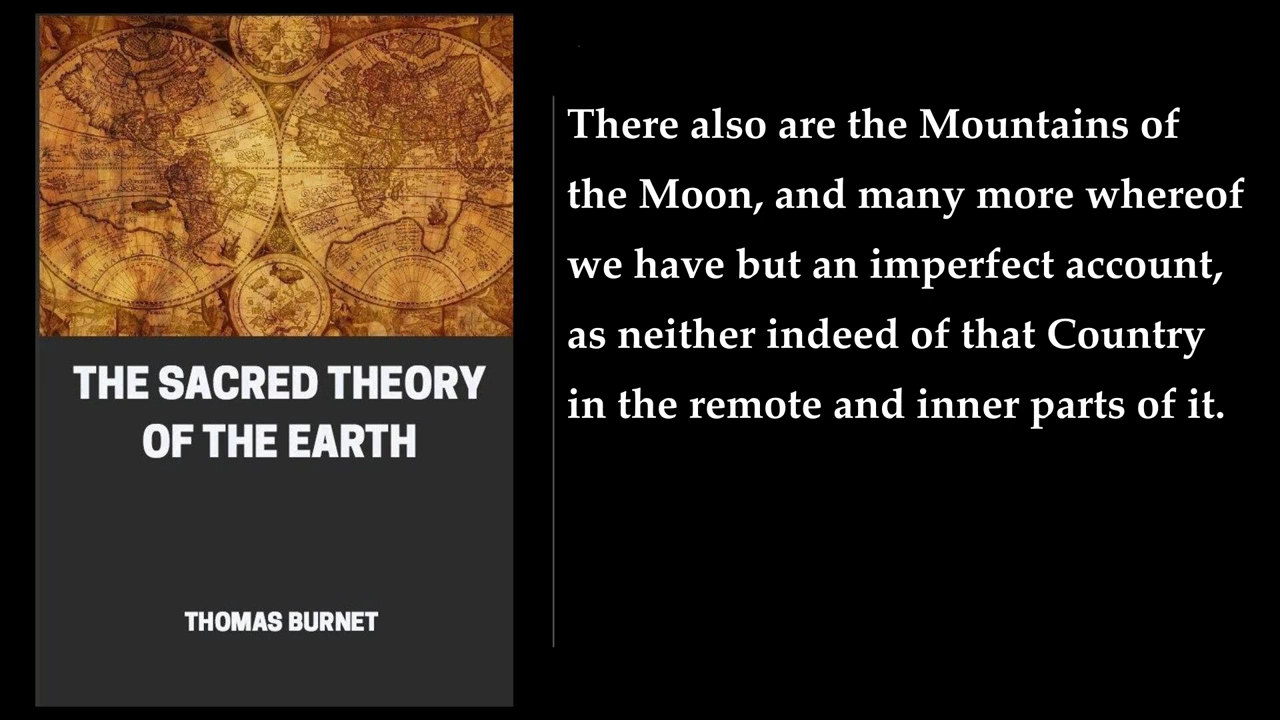 THE SACRED THEORY
OF THE EARTH
THOMAS BURNET
There also are the Mountains of
the Moon, and many more whereof
we have but an imperfect account,
as neither indeed of that Country
in the remote and inner parts of it.